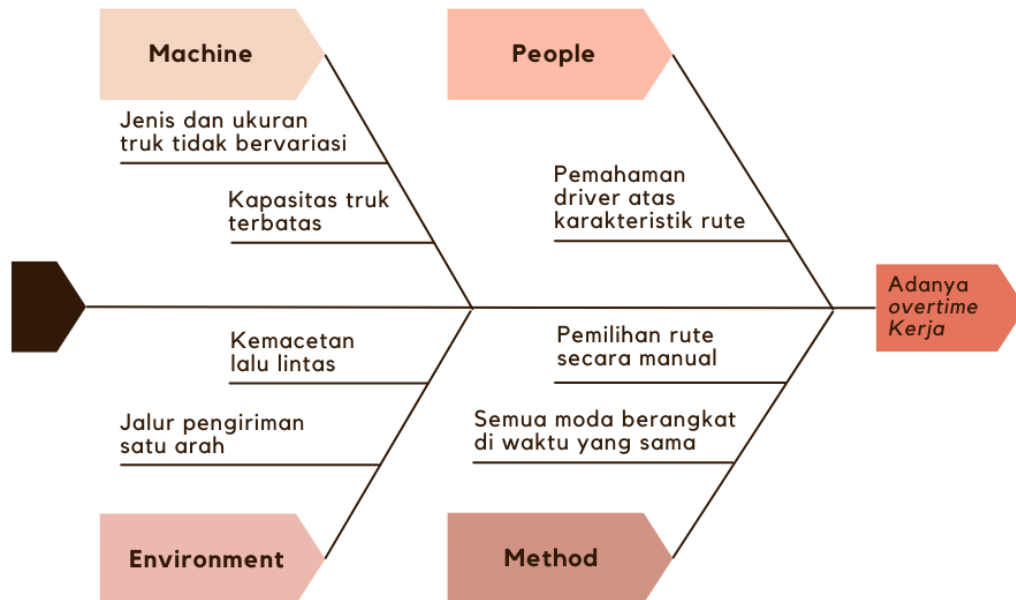 Machine
People
Jenis dan ukuran
truk tidak bervariasi
Kapasitas truk
terbatas
Pemahaman
driver atas
karakteristik rute
Adanya
overtime
Kerja
Kemacetan
lalu lintas
Pemilihan rute
secara manual
Jalur pengiriman
satu arah
Semua moda berangkat
di waktu yang sama
Environment
Method